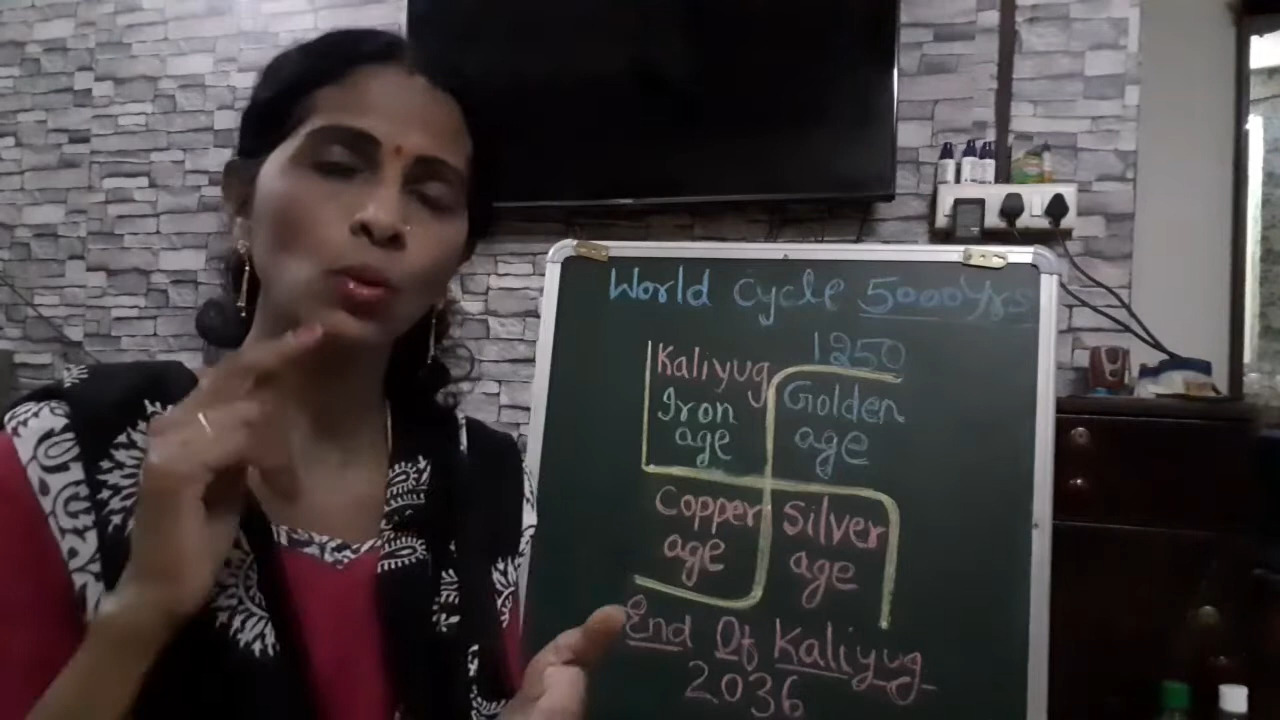 World Cycle 5000Yrs
1250
Kaliyug
Iron
age
Golden
age
Copper
age
Silver
age
End Of Kaliyug
2036